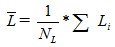 L̅ = 1/N_L * ∑ L_i